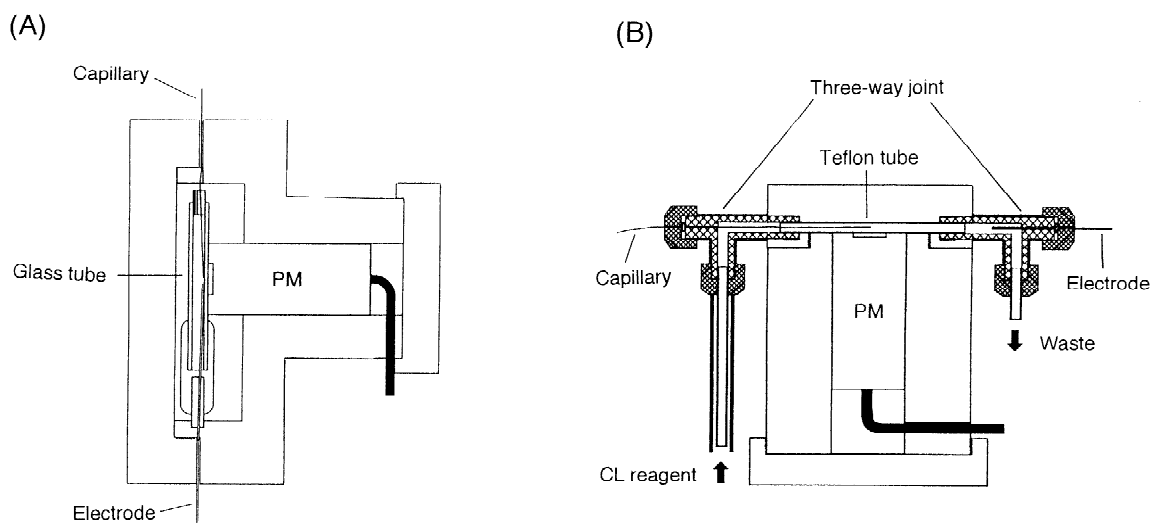 (A)
Capillary
Glass tube
PM
Electrode
(B)
Three-way joint
Teflon tube
Capillary
Electrode
PM
Waste
CL reagent